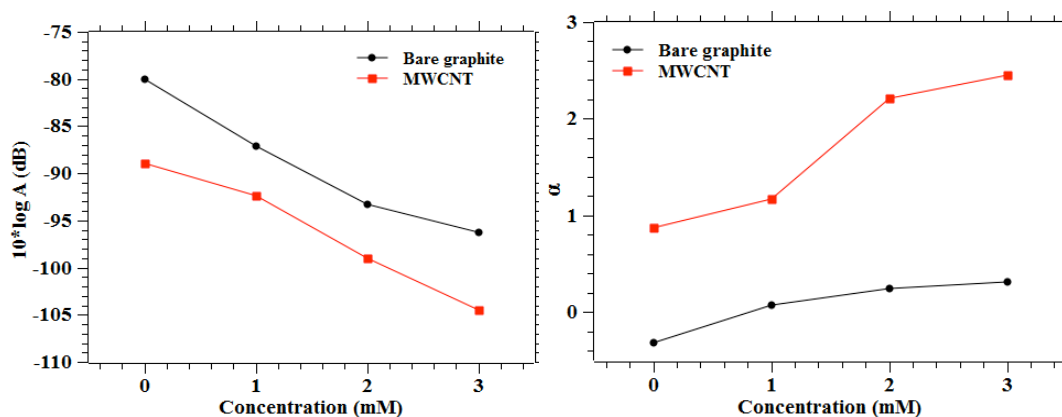 -75
-80
-85
-90
-95
-100
-105
-110
10*log A (dB)
Bare graphite
MWCNT
0 1 2 3
Concentration (mM)
3
2
1
0
α
Bare graphite
MWCNT
0 1 2 3
Concentration (mM)